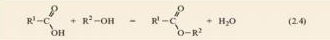 R¹—C(=O)—OH + R²—OH = R¹—C(=O)—O—R² + H₂O (2.4)